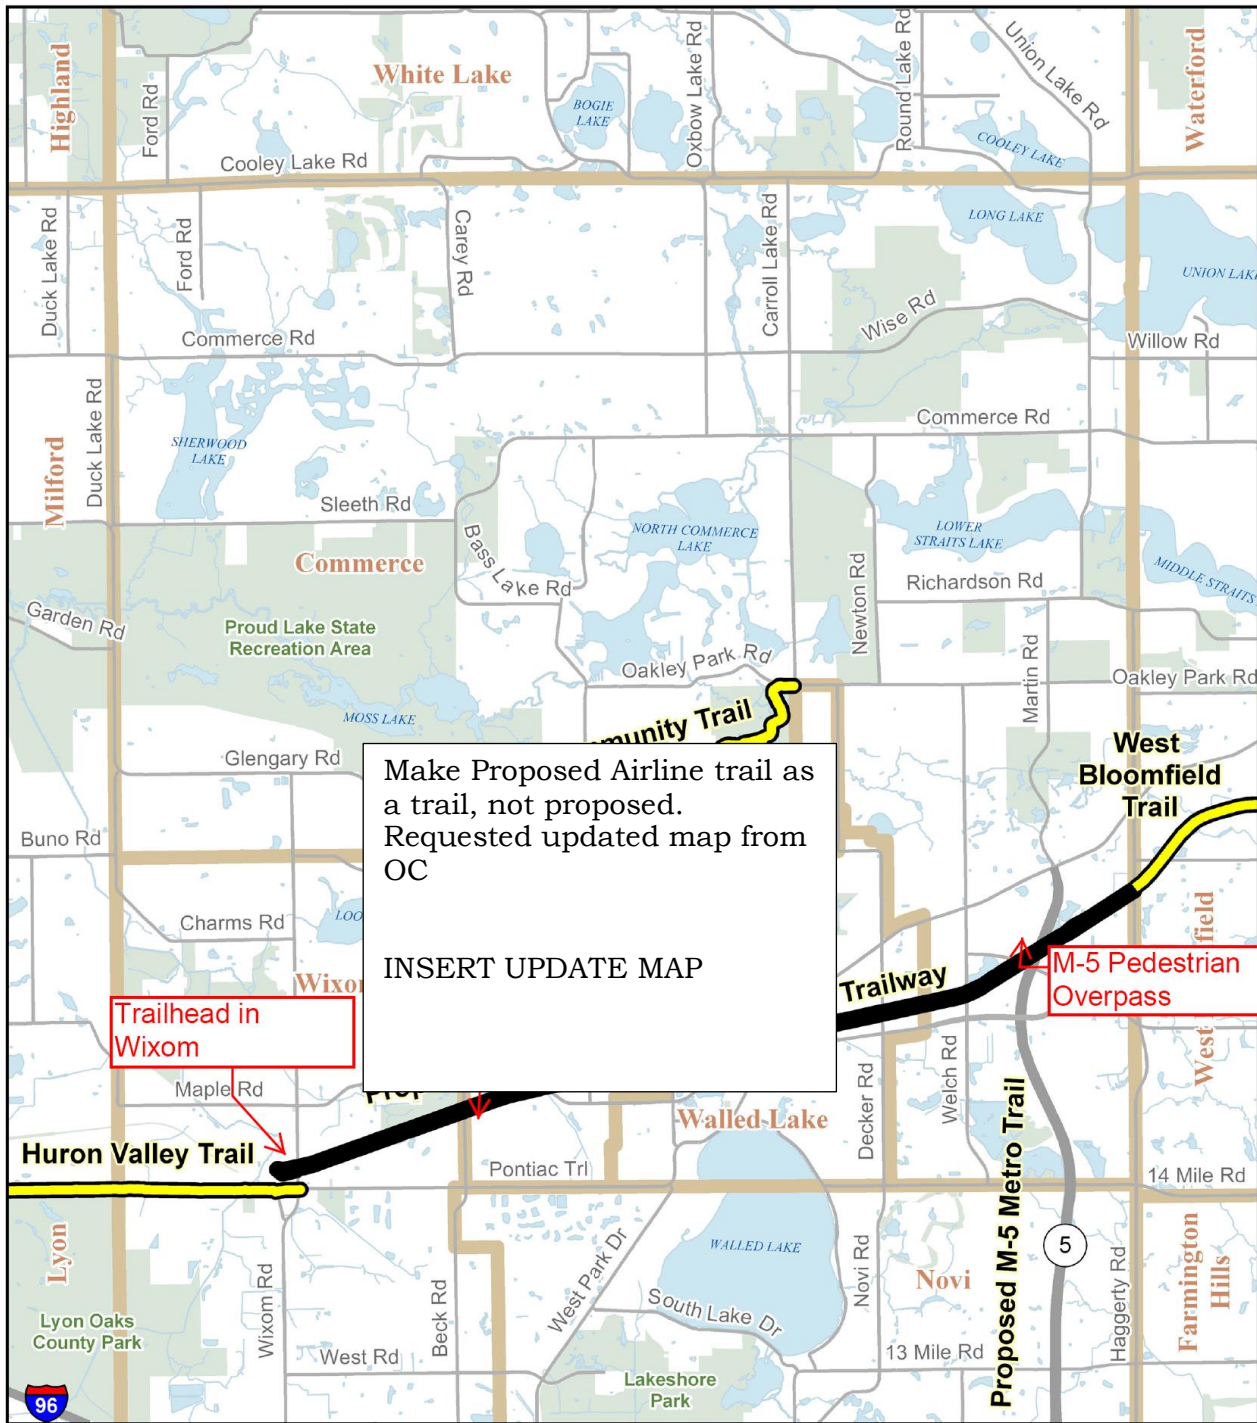 Highland
Ford Rd
White Lake
BOGIE
LAKE
Oxbow Lake Rd
Round Lake Rd
Union Lake Rd
Waterford
Cooley Lake Rd
COOLEY LAKE
Duck Lake Rd
Ford Rd
Carey Rd
Carroll Lake Rd
LONG LAKE
UNION LAKE
Wise Rd
Commerce Rd
Willow Rd
Milford
Duck Lake Rd
SHERWOOD
LAKE
Commerce Rd
Sleeth Rd
Bass Lake Rd
NORTH COMMERCE
LAKE
LOWER
STRAITS LAKE
Commerce
MIDDLE STRAITS
Richardson Rd
Garden Rd
Proud Lake State
Recreation Area
Newton Rd
Martin Rd
Oakley Park Rd
Oakley Park Rd
MOSS LAKE
mmunity Trail
Glengary Rd
West
Bloomfield
Trail
Make Proposed Airline trail as
a trail, not proposed.
Requested updated map from
OC
INSERT UPDATE MAP
Buno Rd
Charms Rd
LOO
Wixom
Trailway
M-5 Pedestrian
Overpass
West
field
Trailhead in
Wixom
Maple Rd
Prop
Walled Lake
Decker Rd
Welch Rd
Huron Valley Trail
Pontiac Trl
14 Mile Rd
Lyon
Wixom Rd
Beck Rd
West Park Dr
WALLED LAKE
Novi Rd
Novi
Proposed M-5 Metro Trail
5
Haggerty Rd
Farmington
Hills
Lyon Oaks
County Park
South Lake Dr
West Rd
13 Mile Rd
Lakeshore
Park
96